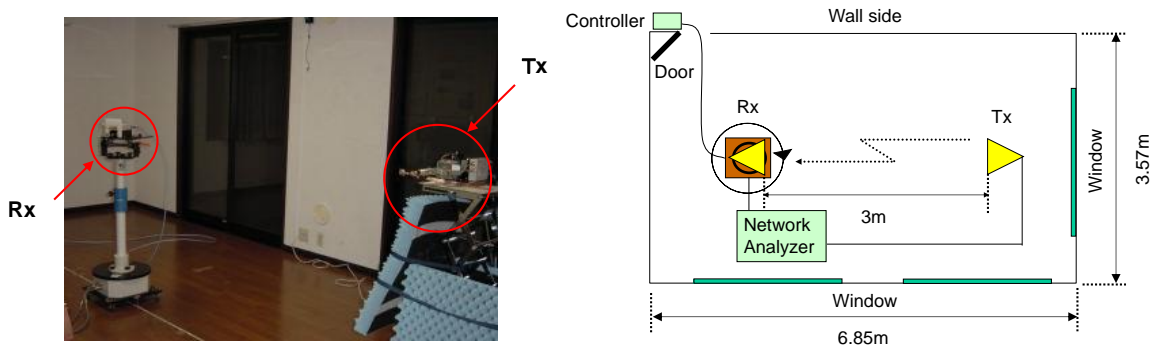 Rx
Tx
Controller
Wall side
Door
Rx
Tx
3m
Network
Analyzer
Window
Window
3.57m
6.85m